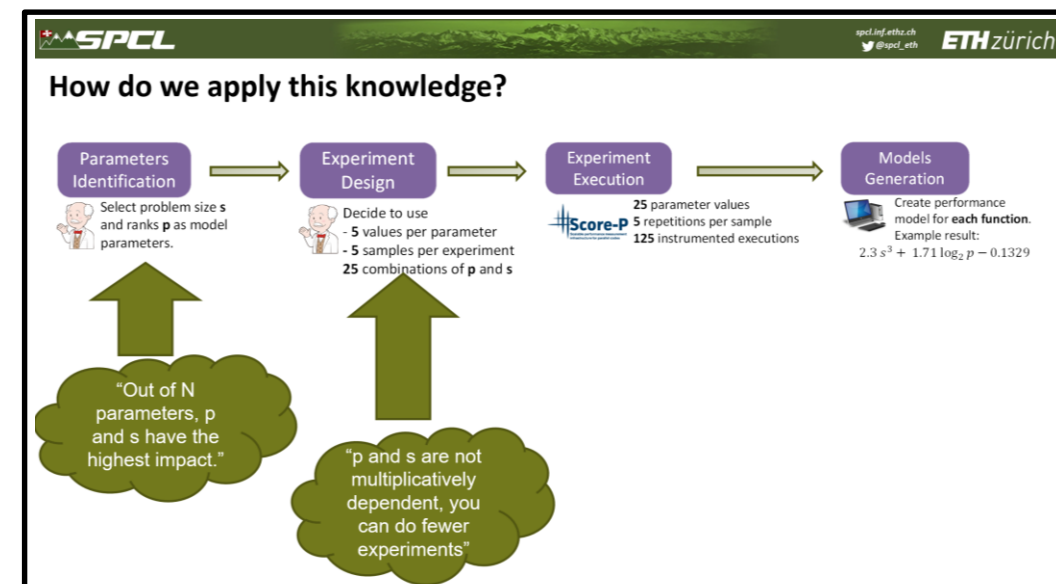 SPCL
spcl.inf.ethz.ch
@spcl_eth
ETH zürich
How do we apply this knowledge?
Parameters
Identification
Select problem size s
and ranks p as model
parameters.
Experiment
Design
Decide to use
- 5 values per parameter
- 5 samples per experiment
25 combinations of p and s
Experiment
Execution
Score-P
25 parameter values
5 repetitions per sample
125 instrumented executions
Models
Generation
Create performance
model for each function.
Example result:
2.3 s³ + 1.71 log₂ p − 0.1329
“Out of N
parameters, p
and s have the
highest impact.”
“p and s are not
multiplicatively
dependent, you
can do fewer
experiments”